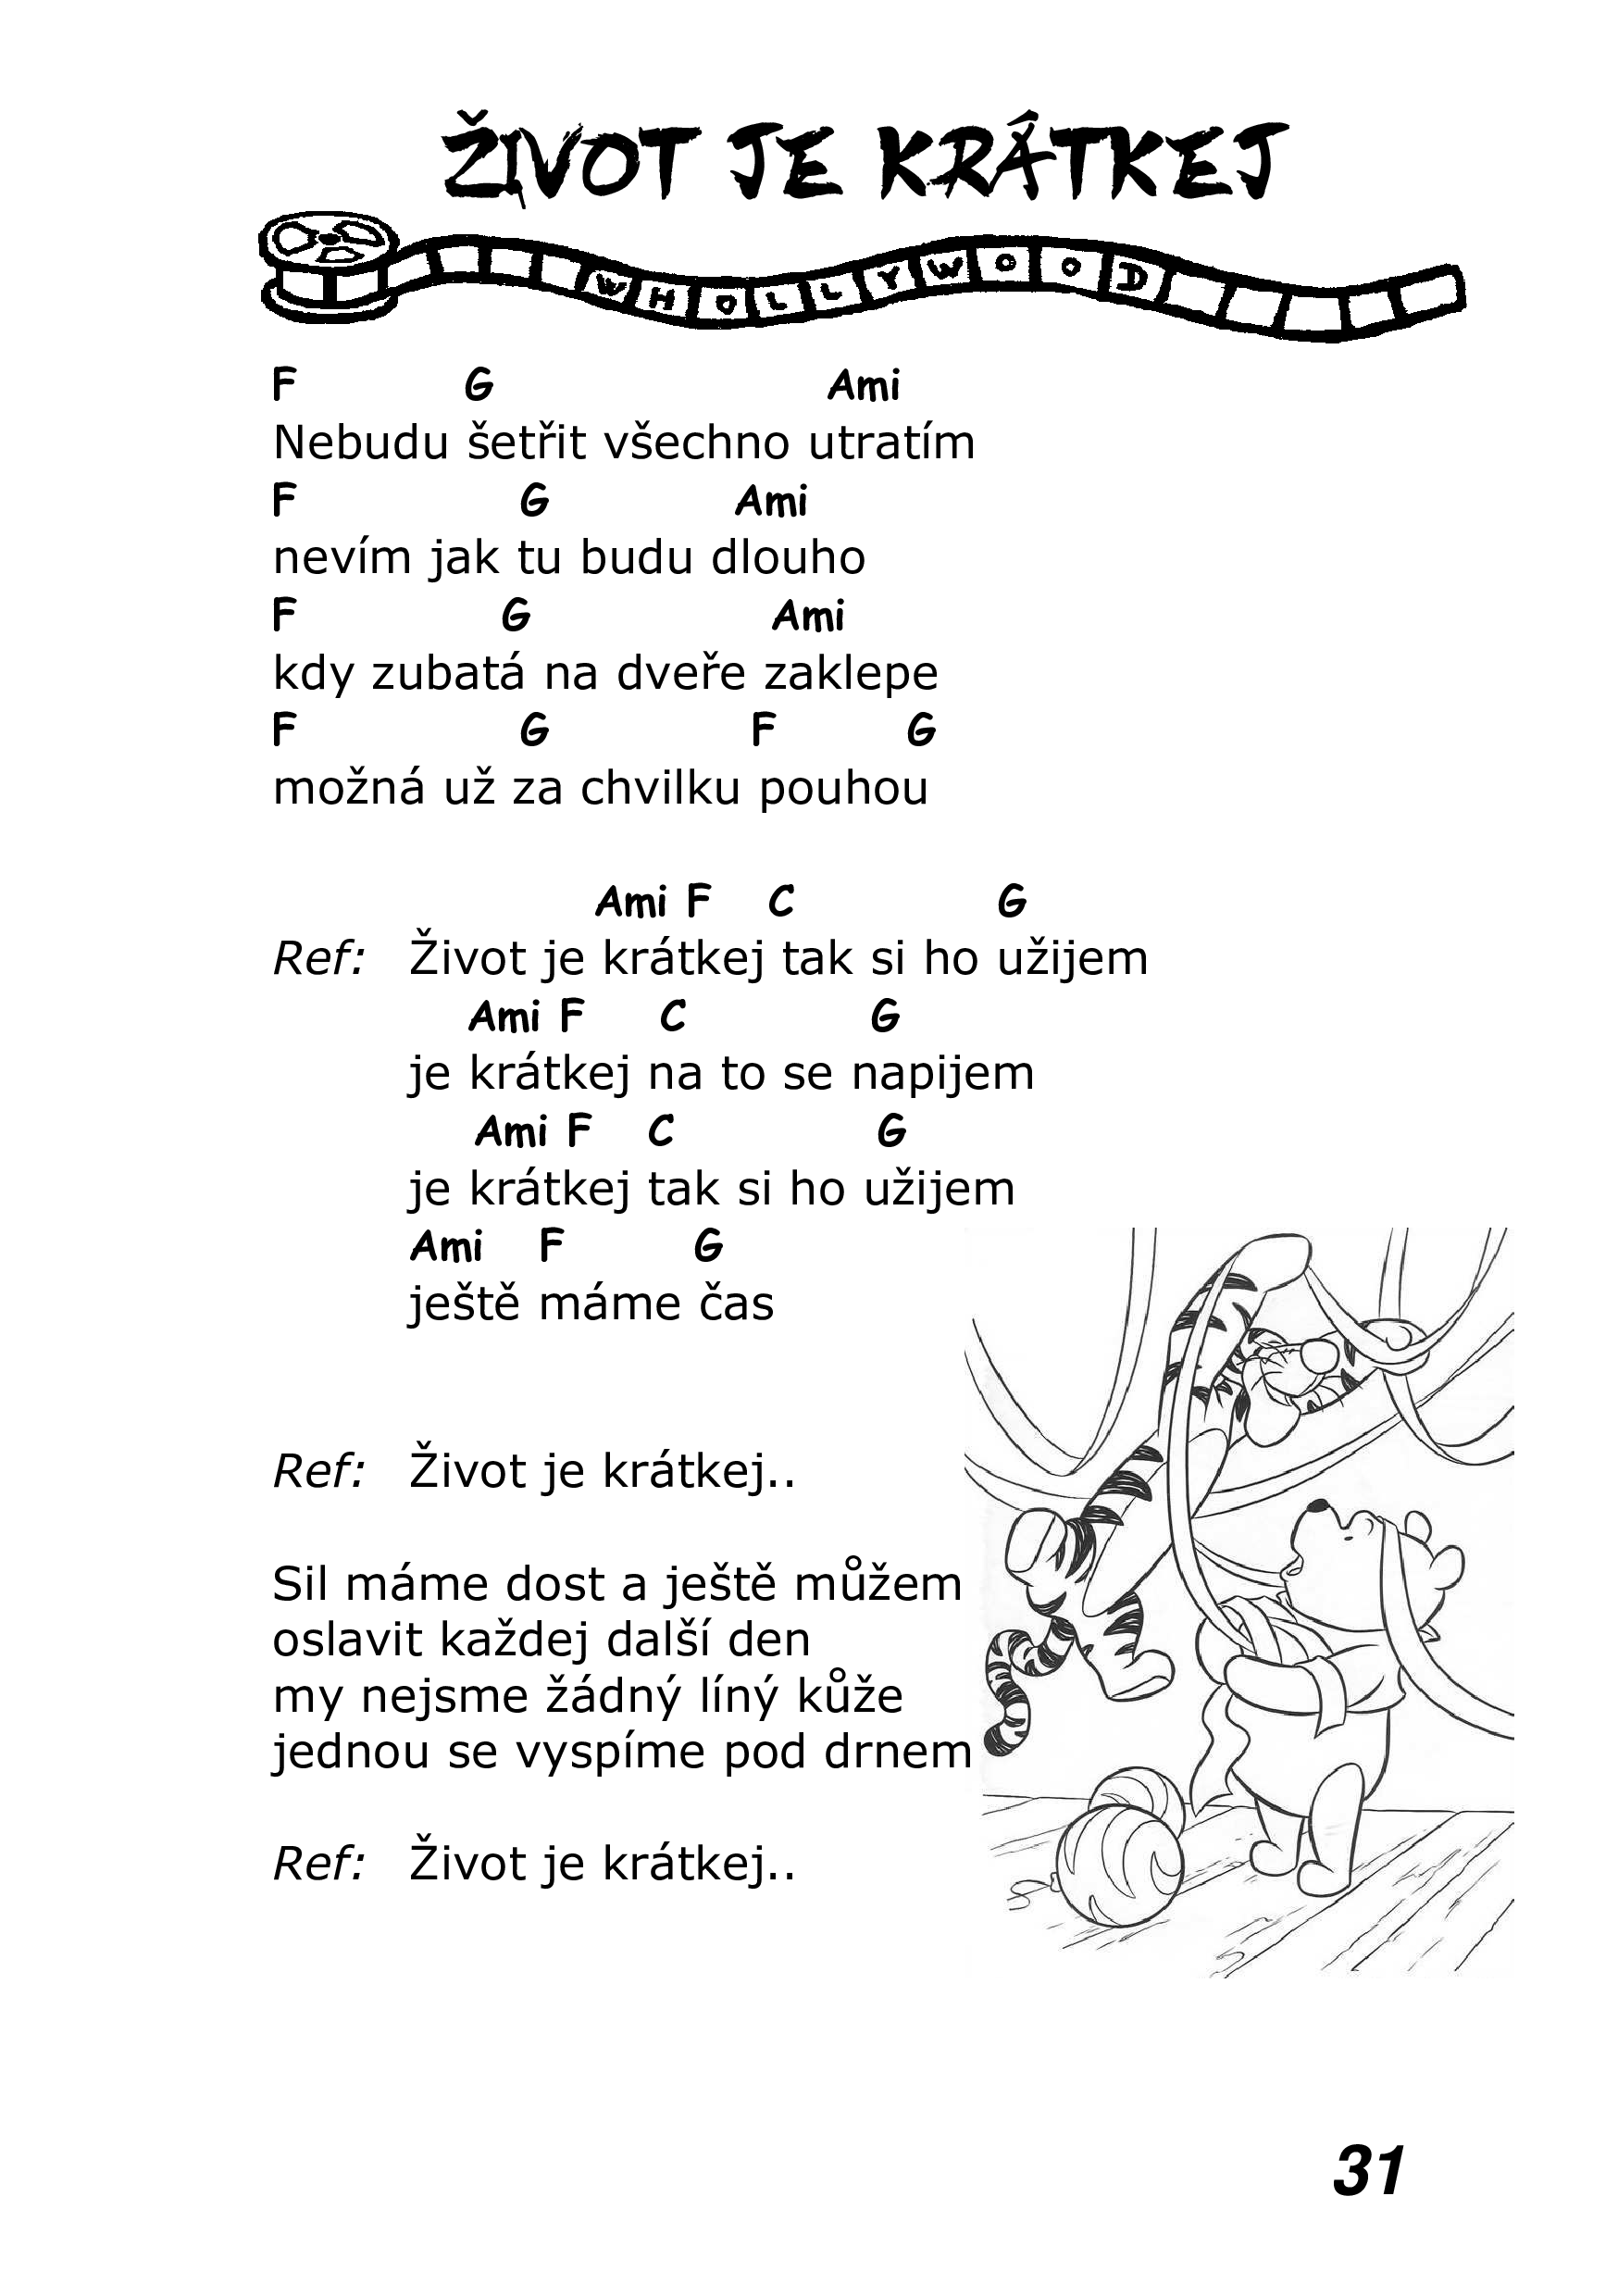 ŽIVOT JE KRÁTKEJ
WHOLLYWOOD
F G Ami
Nebudu šetřit všechno utratím
F G Ami
nevím jak tu budu dlouho
F G Ami
kdy zubatá na dveře zaklepe
F G F G
možná už za chvilku pouhou
Ami F C G
Ref: Život je krátkej tak si ho užijem
Ami F C G
je krátkej na to se napijem
Ami F C G
je krátkej tak si ho užijem
Ami F G
ještě máme čas
Ref: Život je krátkej..
Sil máme dost a ještě můžem
oslavit každej další den
my nejsme žádný líný kůže
jednou se vyspíme pod drnem
Ref: Život je krátkej..
31